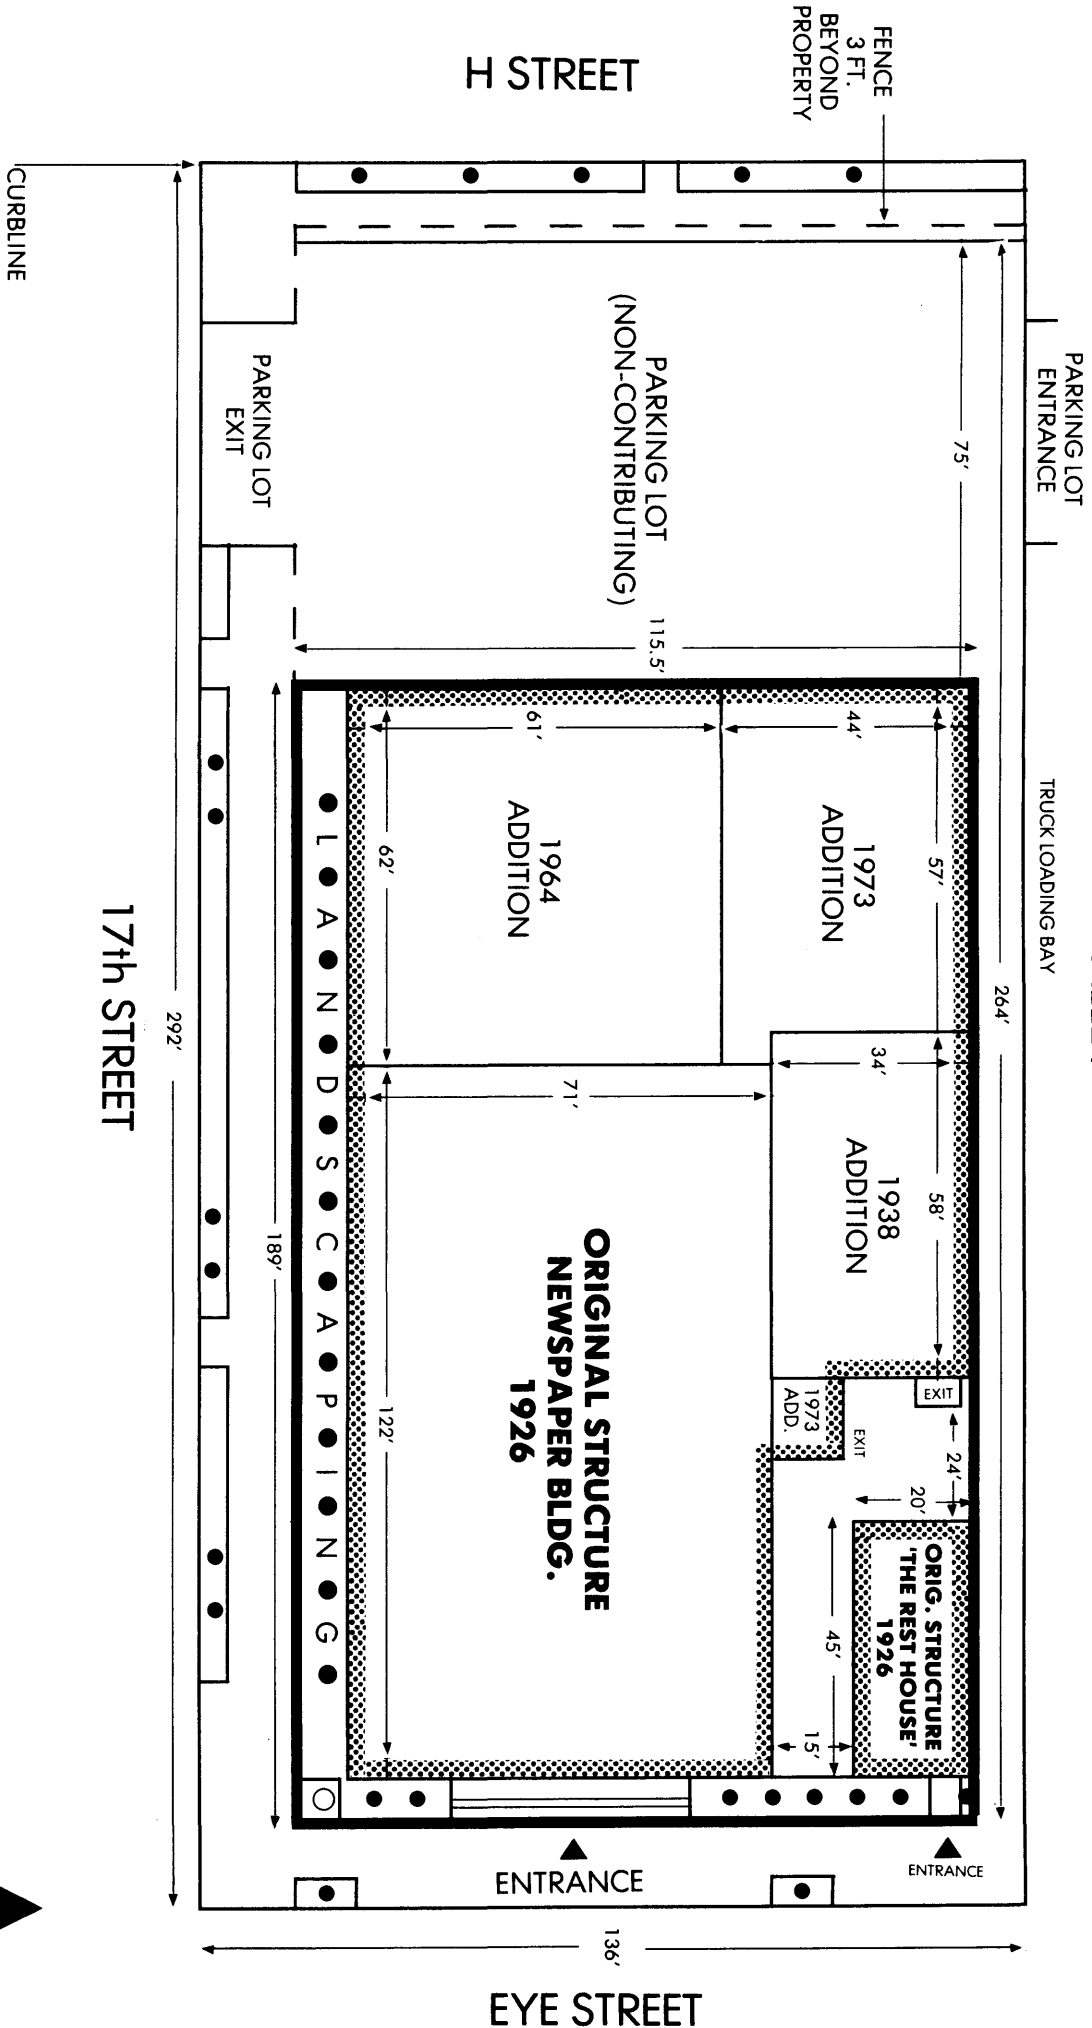 H STREET
FENCE
3 FT.
BEYOND
PROPERTY
CURBLINE
PARKING LOT
ENTRANCE
PARKING LOT
EXIT
PARKING LOT
(NON-CONTRIBUTING)
75'
115.5'
264'
TRUCK LOADING BAY
44'
61'
57'
62'
1973
ADDITION
1964
ADDITION
34'
58'
71'
1938
ADDITION
ORIGINAL STRUCTURE
NEWSPAPER BLDG.
1926
122'
LANDSCAPING
189'
292'
17th STREET
EXIT
1973
ADD.
EXIT
24'
20'
45'
15'
ORIG. STRUCTURE
'THE REST HOUSE'
1926
ENTRANCE
ENTRANCE
136'
EYE STREET